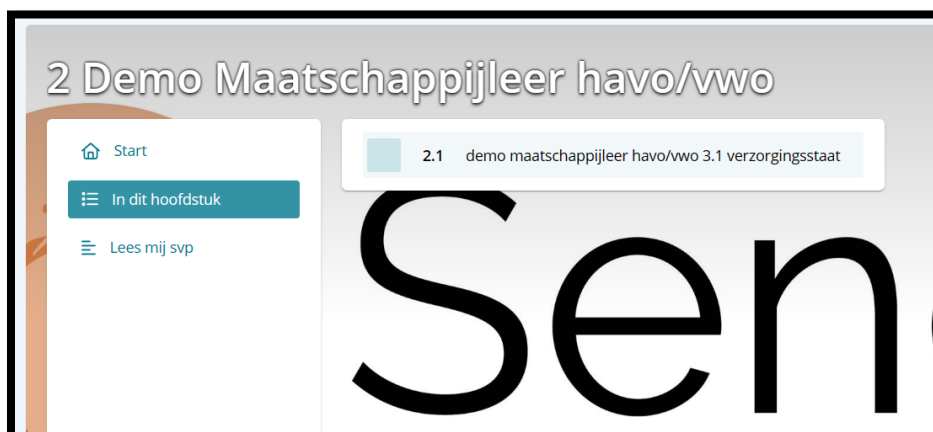 2 Demo Maatschappijleer havo/vwo
Start
In dit hoofdstuk
Lees mij svp
2.1 demo maatschappijleer havo/vwo 3.1 verzorgingsstaat
Sen